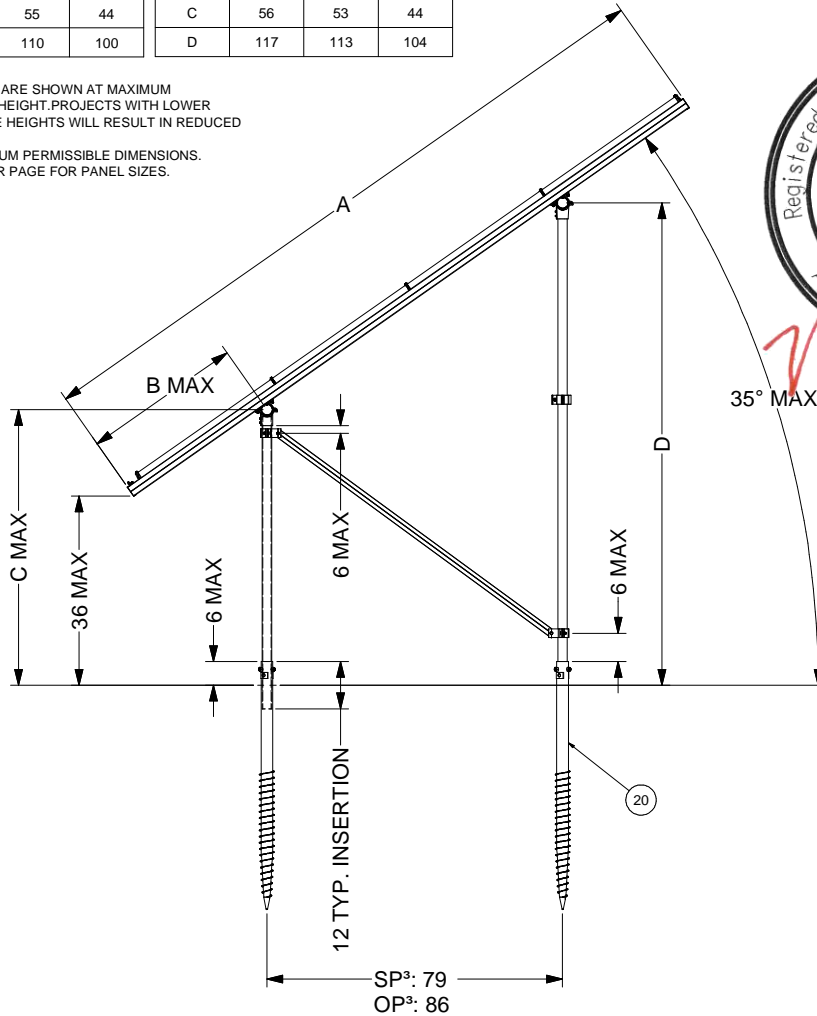 55 44
110 100
C 56 53 44
D 117 113 104
ARE SHOWN AT MAXIMUM
HEIGHT.PROJECTS WITH LOWER
E HEIGHTS WILL RESULT IN REDUCED
UM PERMISSIBLE DIMENSIONS.
R PAGE FOR PANEL SIZES.
Registered
A
B MAX
35° MAX
C MAX
36 MAX
6 MAX
6 MAX
D
6 MAX
12 TYP. INSERTION
20
SP³: 79
OP³: 86